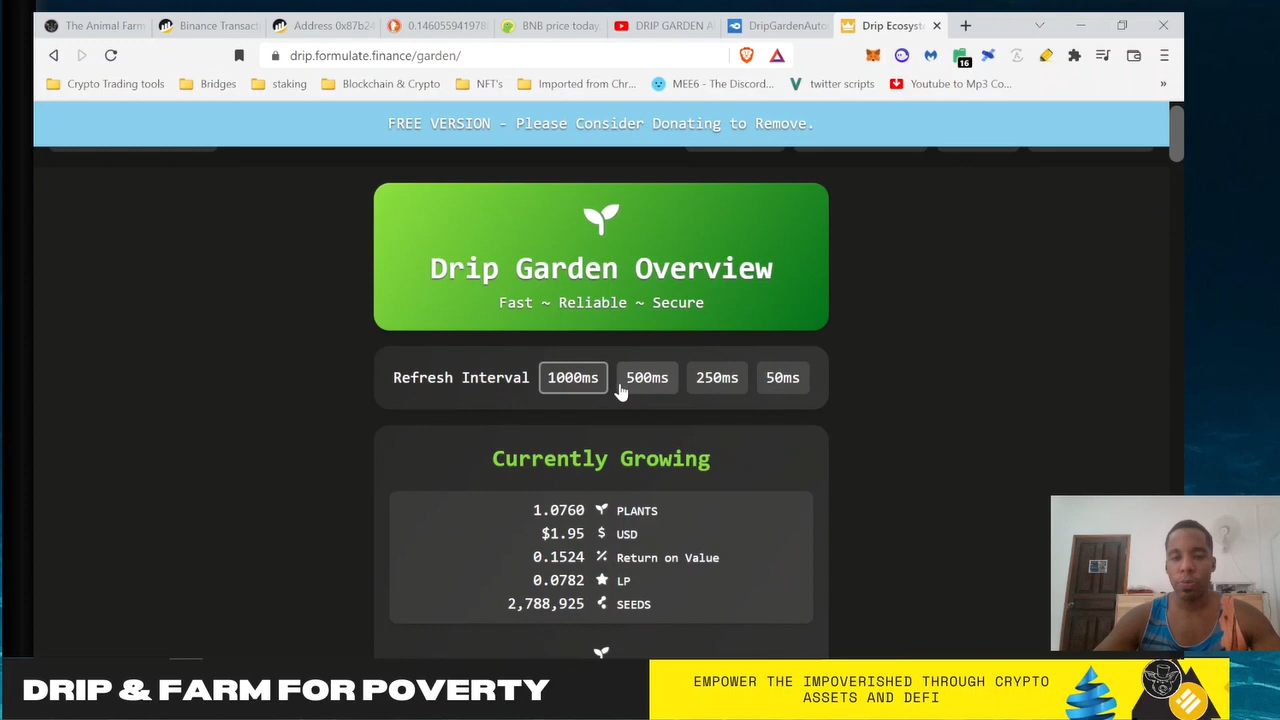 The Animal Farm
Binance Transact
Address 0x87b24
0.1460559419780
BNB price today
DRIP GARDEN A
DripGardenAuto
Drip Ecosyst
drip.formulate.finance/garden/
16
Crypto Trading tools
Bridges
staking
Blockchain & Crypto
NFT's
Imported from Chr...
MEE6 - The Discord...
twitter scripts
Youtube to Mp3 Co...
FREE VERSION - Please Consider Donating to Remove.
Drip Garden Overview
Fast ~ Reliable ~ Secure
Refresh Interval 1000ms 500ms 250ms 50ms
Currently Growing
1.0760 PLANTS
$1.95 $ USD
0.1524 % Return on Value
0.0782 LP
2,788,925 SEEDS
DRIP & FARM FOR POVERTY
EMPOWER THE IMPOVERISHED THROUGH CRYPTO
ASSETS AND DEFI